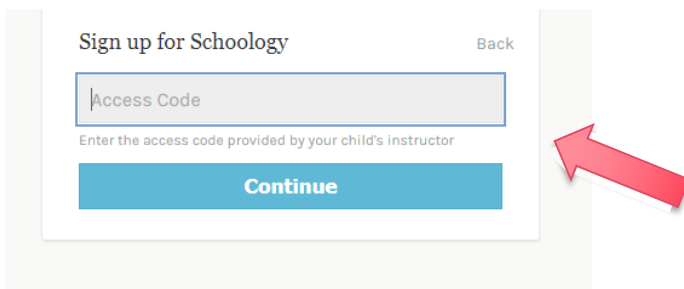 Sign up for Schoology Back
Access Code
Enter the access code provided by your child's instructor
Continue